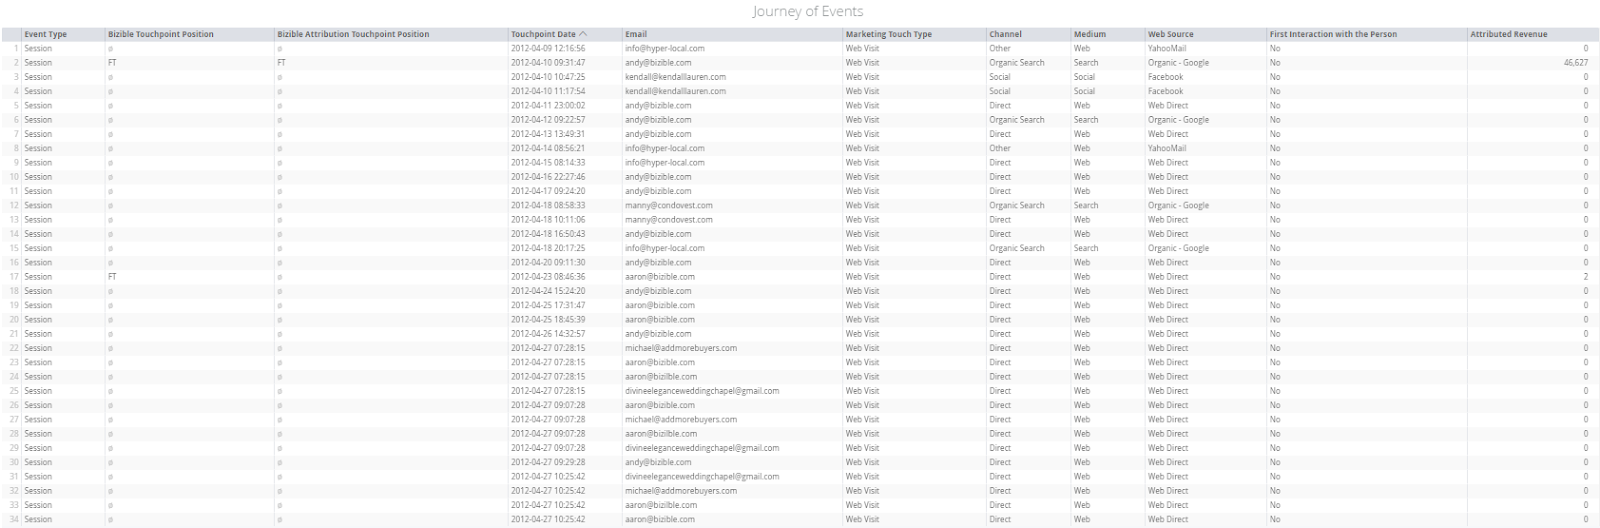 Journey of Events
Event Type Bizible Touchpoint Position Bizible Attribution Touchpoint Position Touchpoint Date Email Marketing Touch Type Channel Medium Web Source First Interaction with the Person Attributed Revenue
1 Session ø ø 2012-04-09 12:16:56 info@hyper-local.com Web Visit Other Web YahooMail No 0
2 Session FT FT 2012-04-10 09:31:47 andy@bizible.com Web Visit Organic Search Search Organic - Google No 46,627
3 Session ø ø 2012-04-10 10:47:25 kendall@kendalllauren.com Web Visit Social Social Facebook No 0
4 Session ø ø 2012-04-10 11:17:54 kendall@kendalllauren.com Web Visit Social Social Facebook No 0
5 Session ø ø 2012-04-11 23:00:02 andy@bizible.com Web Visit Direct Web Web Direct No 0
6 Session ø ø 2012-04-12 09:22:57 andy@bizible.com Web Visit Organic Search Search Organic - Google No 0
7 Session ø ø 2012-04-13 13:49:31 andy@bizible.com Web Visit Direct Web Web Direct No 0
8 Session ø ø 2012-04-14 08:56:21 info@hyper-local.com Web Visit Other Web YahooMail No 0
9 Session ø ø 2012-04-15 08:14:33 info@hyper-local.com Web Visit Direct Web Web Direct No 0
10 Session ø ø 2012-04-16 22:27:46 andy@bizible.com Web Visit Direct Web Web Direct No 0
11 Session ø ø 2012-04-17 09:24:20 andy@bizible.com Web Visit Direct Web Web Direct No 0
12 Session ø ø 2012-04-18 08:58:33 manny@condovest.com Web Visit Organic Search Search Organic - Google No 0
13 Session ø ø 2012-04-18 10:11:06 manny@condovest.com Web Visit Direct Web Web Direct No 0
14 Session ø ø 2012-04-18 16:50:43 andy@bizible.com Web Visit Direct Web Web Direct No 0
15 Session ø ø 2012-04-18 20:17:25 info@hyper-local.com Web Visit Organic Search Search Organic - Google No 0
16 Session ø ø 2012-04-20 09:11:30 andy@bizible.com Web Visit Direct Web Web Direct No 0
17 Session FT ø 2012-04-23 08:46:36 aaron@bizible.com Web Visit Direct Web Web Direct No 2
18 Session ø ø 2012-04-24 15:24:20 andy@bizible.com Web Visit Direct Web Web Direct No 0
19 Session ø ø 2012-04-25 17:31:47 aaron@bizible.com Web Visit Direct Web Web Direct No 0
20 Session ø ø 2012-04-25 18:45:39 aaron@bizible.com Web Visit Direct Web Web Direct No 0
21 Session ø ø 2012-04-26 14:32:57 andy@bizible.com Web Visit Direct Web Web Direct No 0
22 Session ø ø 2012-04-27 07:28:15 michael@addmorebuyers.com Web Visit Direct Web Web Direct No 0
23 Session ø ø 2012-04-27 07:28:15 aaron@bizible.com Web Visit Direct Web Web Direct No 0
24 Session ø ø 2012-04-27 07:28:15 aaron@bizilble.com Web Visit Direct Web Web Direct No 0
25 Session ø ø 2012-04-27 07:28:15 divineeleganceweddingchapel@gmail.com Web Visit Direct Web Web Direct No 0
26 Session ø ø 2012-04-27 09:07:28 aaron@bizible.com Web Visit Direct Web Web Direct No 0
27 Session ø ø 2012-04-27 09:07:28 michael@addmorebuyers.com Web Visit Direct Web Web Direct No 0
28 Session ø ø 2012-04-27 09:07:28 aaron@bizilble.com Web Visit Direct Web Web Direct No 0
29 Session ø ø 2012-04-27 09:07:28 divineeleganceweddingchapel@gmail.com Web Visit Direct Web Web Direct No 0
30 Session ø ø 2012-04-27 09:29:28 andy@bizible.com Web Visit Direct Web Web Direct No 0
31 Session ø ø 2012-04-27 10:25:42 divineeleganceweddingchapel@gmail.com Web Visit Direct Web Web Direct No 0
32 Session ø ø 2012-04-27 10:25:42 michael@addmorebuyers.com Web Visit Direct Web Web Direct No 0
33 Session ø ø 2012-04-27 10:25:42 aaron@bizilble.com Web Visit Direct Web Web Direct No 0
34 Session ø ø 2012-04-27 10:25:42 aaron@bizible.com Web Visit Direct Web Web Direct No 0